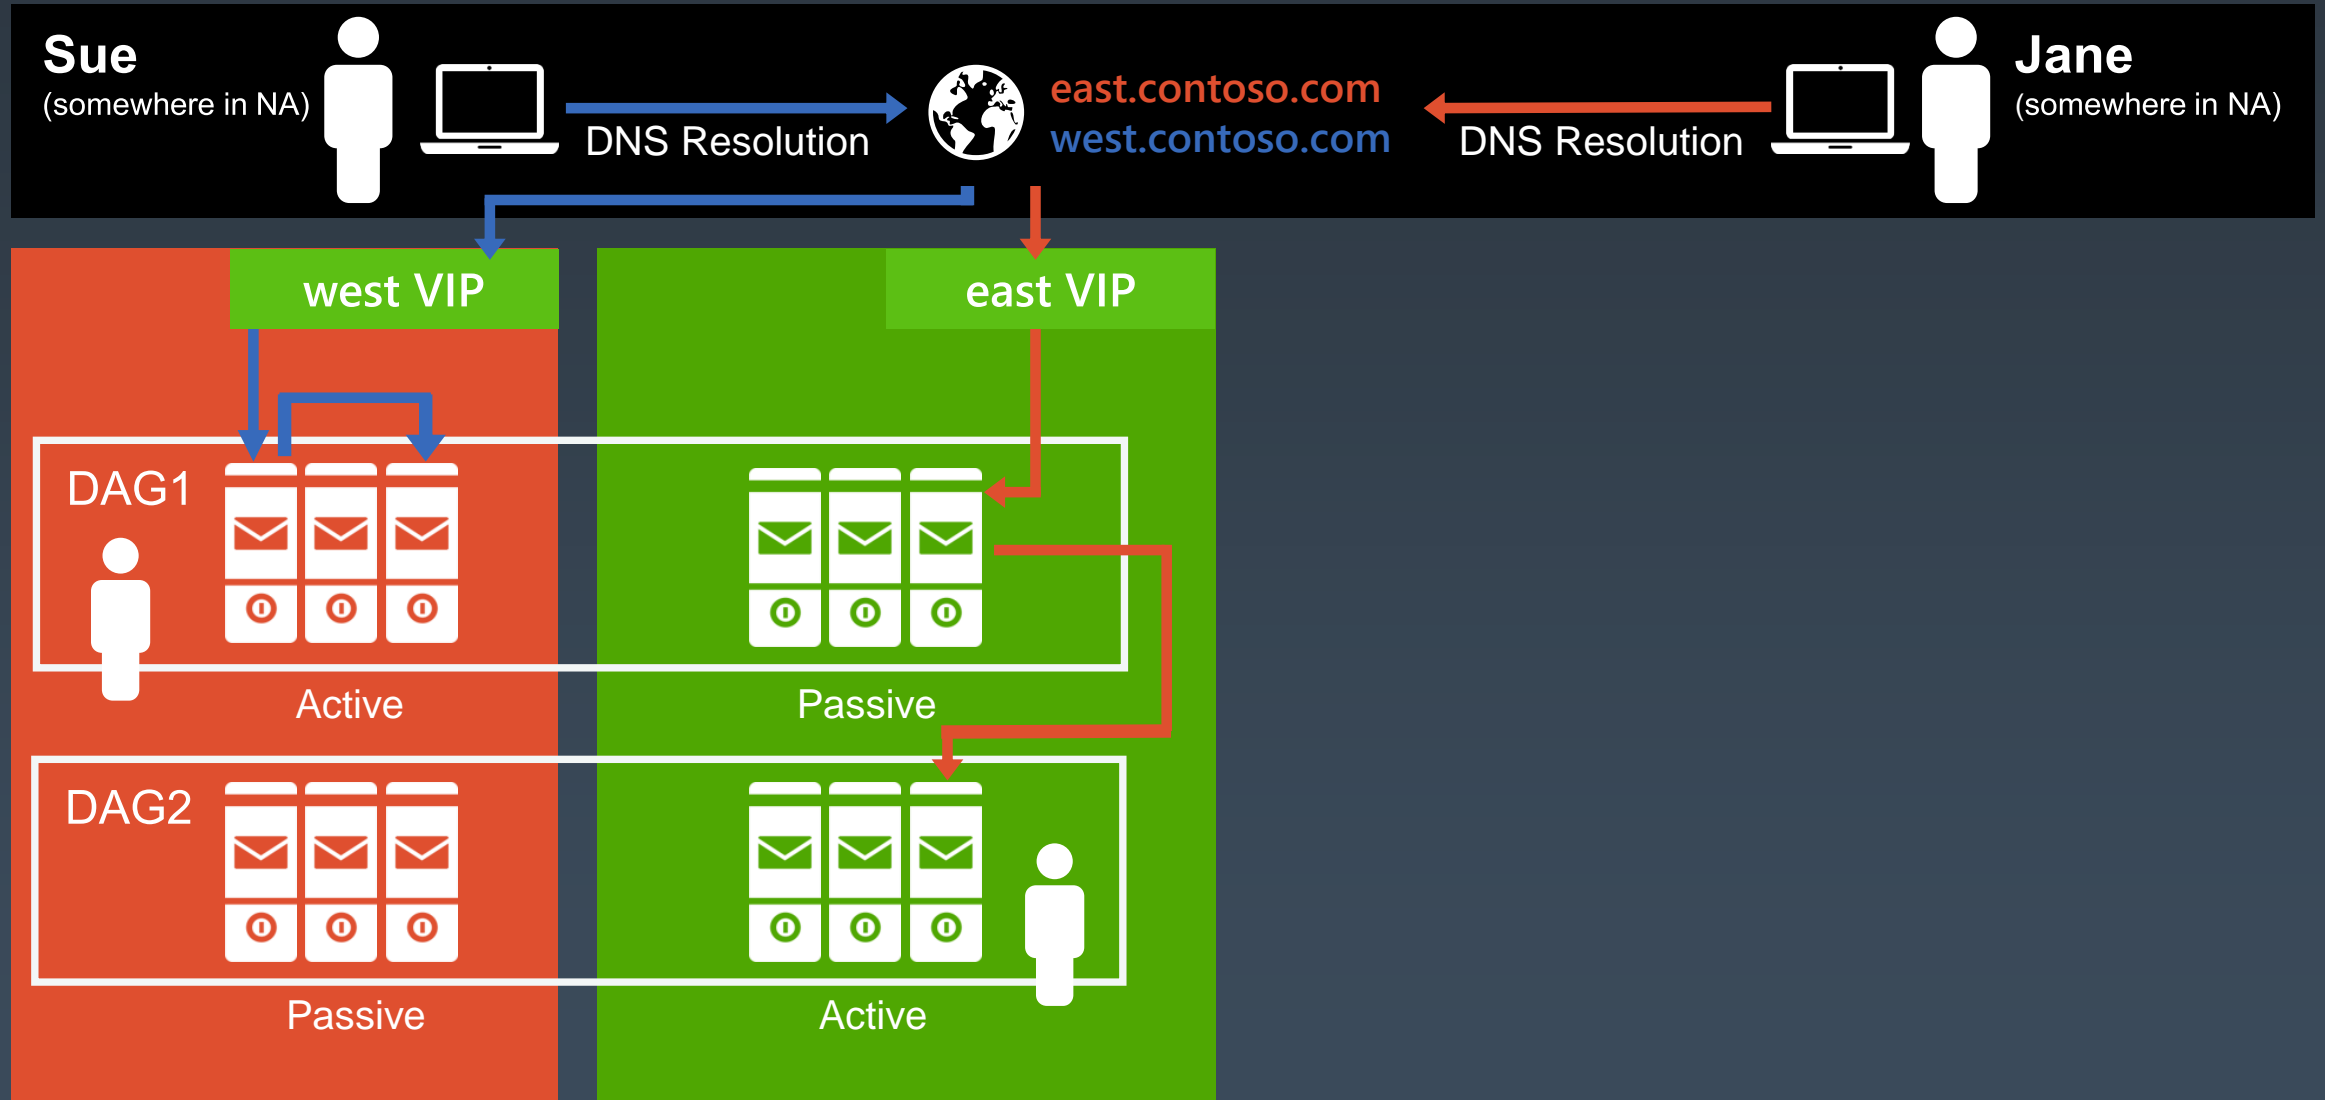 Sue
(somewhere in NA)
DNS Resolution
east.contoso.com
west.contoso.com
DNS Resolution
Jane
(somewhere in NA)
west VIP
east VIP
DAG1
Active
Passive
DAG2
Passive
Active